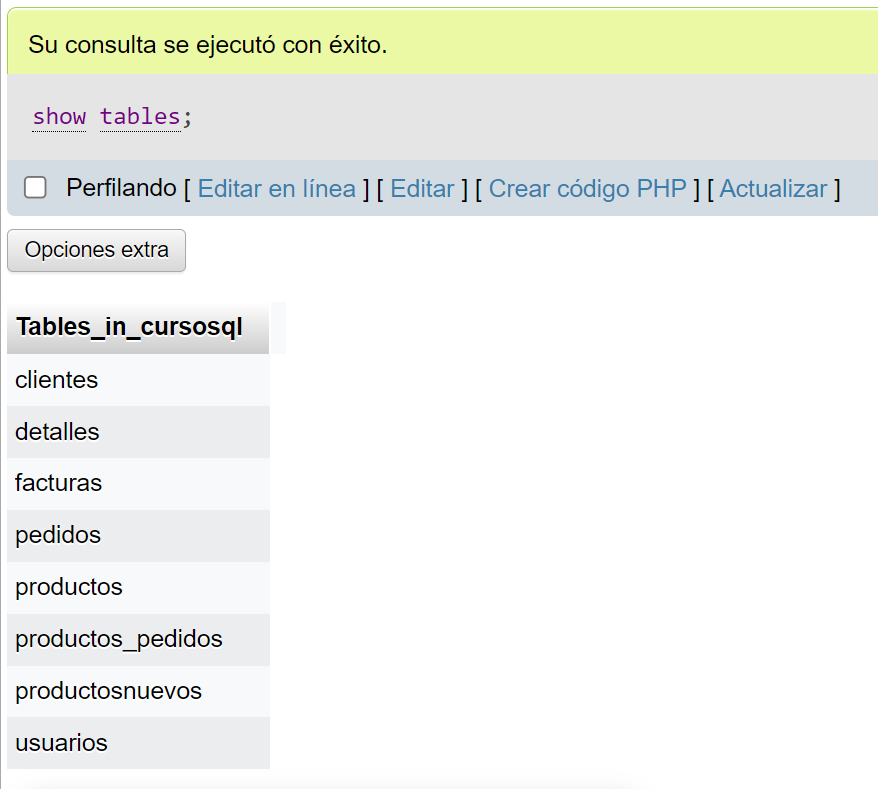 Su consulta se ejecutó con éxito.
show tables;
Perfilando [ Editar en línea ] [ Editar ] [ Crear código PHP ] [ Actualizar ]
Opciones extra
Tables_in_cursosql
clientes
detalles
facturas
pedidos
productos
productos_pedidos
productosnuevos
usuarios